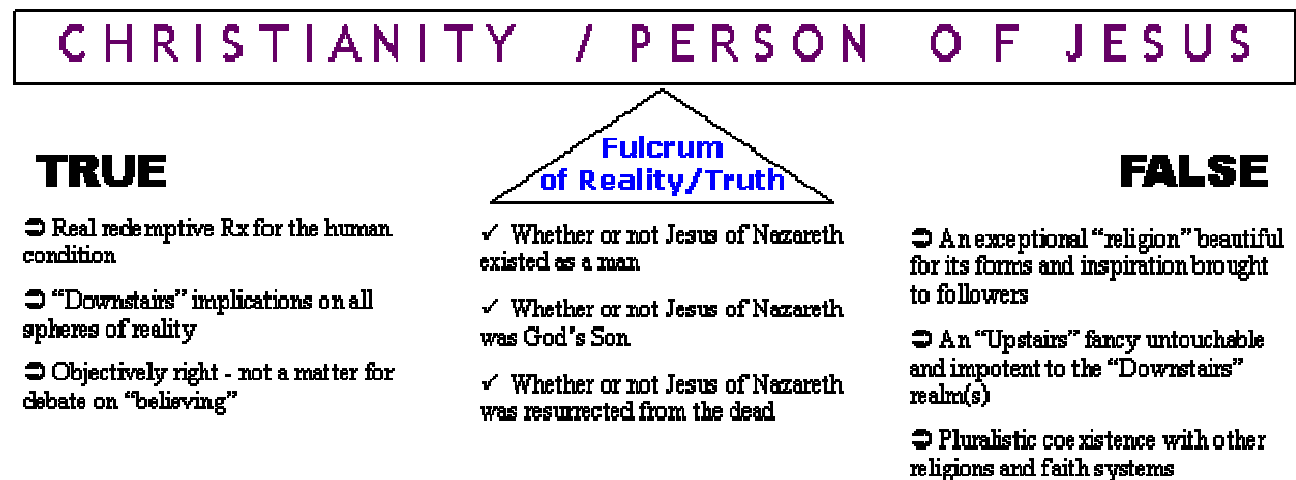 CHRISTIANITY / PERSON OF JESUS
Fulcrum
of Reality/Truth
TRUE
➲ Real redemptive Rx for the human
condition
➲ “Downstairs” implications on all
spheres of reality
➲ Objectively right - not a matter for
debate on “believing”
✓ Whether or not Jesus of Nazareth
existed as a man
✓ Whether or not Jesus of Nazareth
was God’s Son
✓ Whether or not Jesus of Nazareth
was resurrected from the dead
FALSE
➲ An exceptional “religion” beautiful
for its forms and inspiration brought
to followers
➲ An “Upstairs” fancy untouchable
and impotent to the “Downstairs”
realm(s)
➲ Pluralistic coexistence with other
religions and faith systems